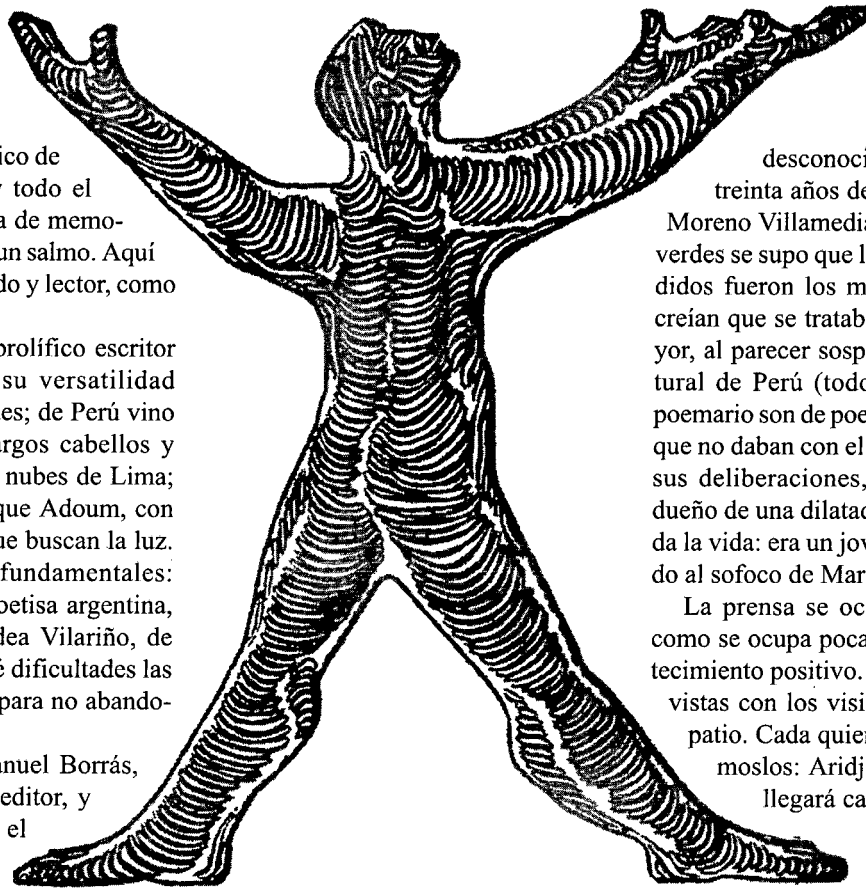 ico de
y todo el
a de memo-
un salmo. Aquí
do y lector, como
prolífico escritor
su versatilidad
es; de Perú vino
argos cabellos y
nubes de Lima;
que Adoum, con
ue buscan la luz.
fundamentales:
oetisa argentina,
dea Vilariño, de
é dificultades las
para no abando-
anuel Borrás,
editor, y
el
desconocí
treinta años de
Moreno Villamedia
verdes se supo que l
didos fueron los m
creían que se tratab
yor, al parecer sosp
tural de Perú (todo
poemario son de poe
que no daban con el
sus deliberaciones,
dueño de una dilatad
da la vida: era un jov
do al sofoco de Mar
La prensa se oc
como se ocupa poca
tecimiento positivo.
vistas con los visi
patio. Cada quien
moslos: Aridj
llegará ca